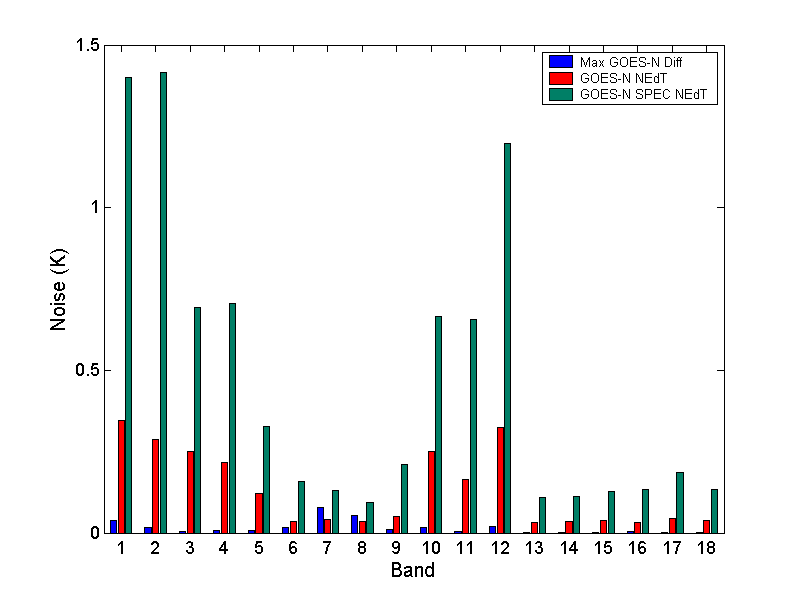 1.5
1
0.5
0
Noise (K)
Max GOES-N Diff
GOES-N NEdT
GOES-N SPEC NEdT
1 2 3 4 5 6 7 8 9 10 11 12 13 14 15 16 17 18
Band